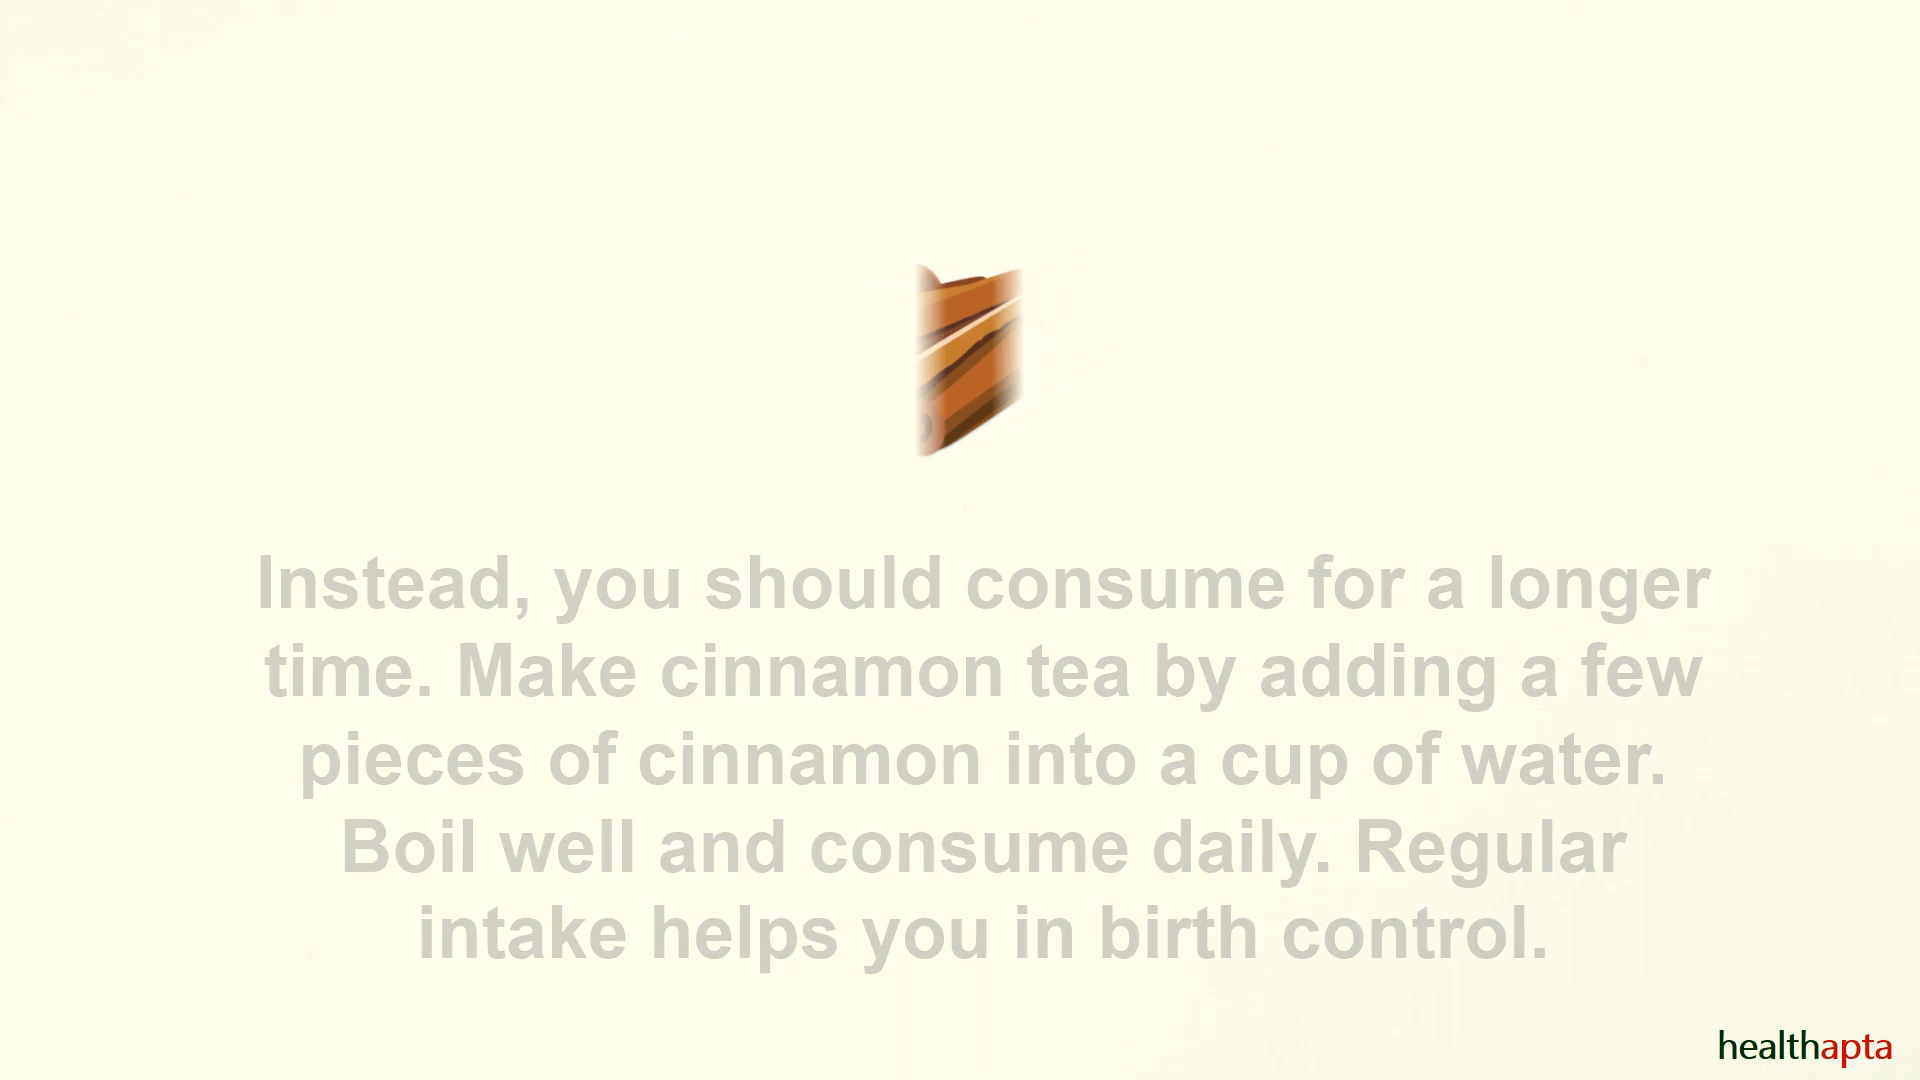 Instead, you should consume for a longer
time. Make cinnamon tea by adding a few
pieces of cinnamon into a cup of water.
Boil well and consume daily. Regular
intake helps you in birth control.
healthapta